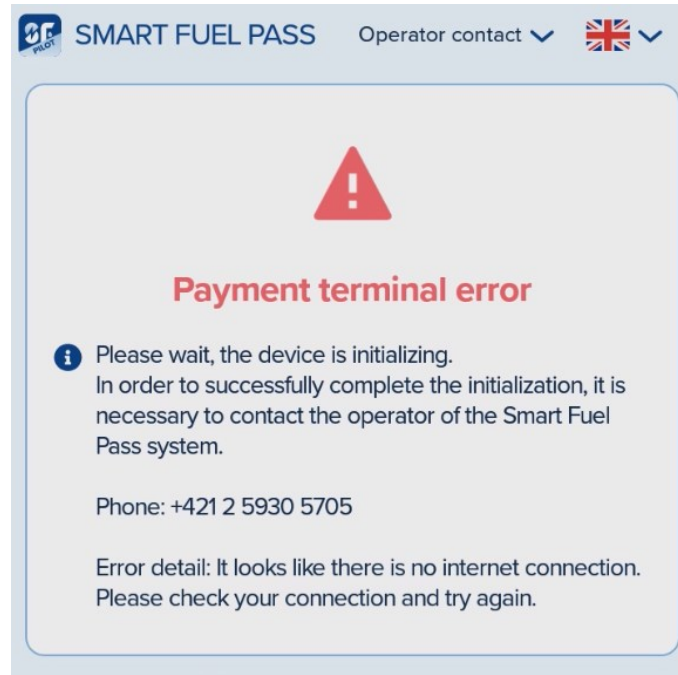 SF PILOT SMART FUEL PASS Operator contact
Payment terminal error
Please wait, the device is initializing.
In order to successfully complete the initialization, it is
necessary to contact the operator of the Smart Fuel
Pass system.
Phone: +421 2 5930 5705
Error detail: It looks like there is no internet connection.
Please check your connection and try again.